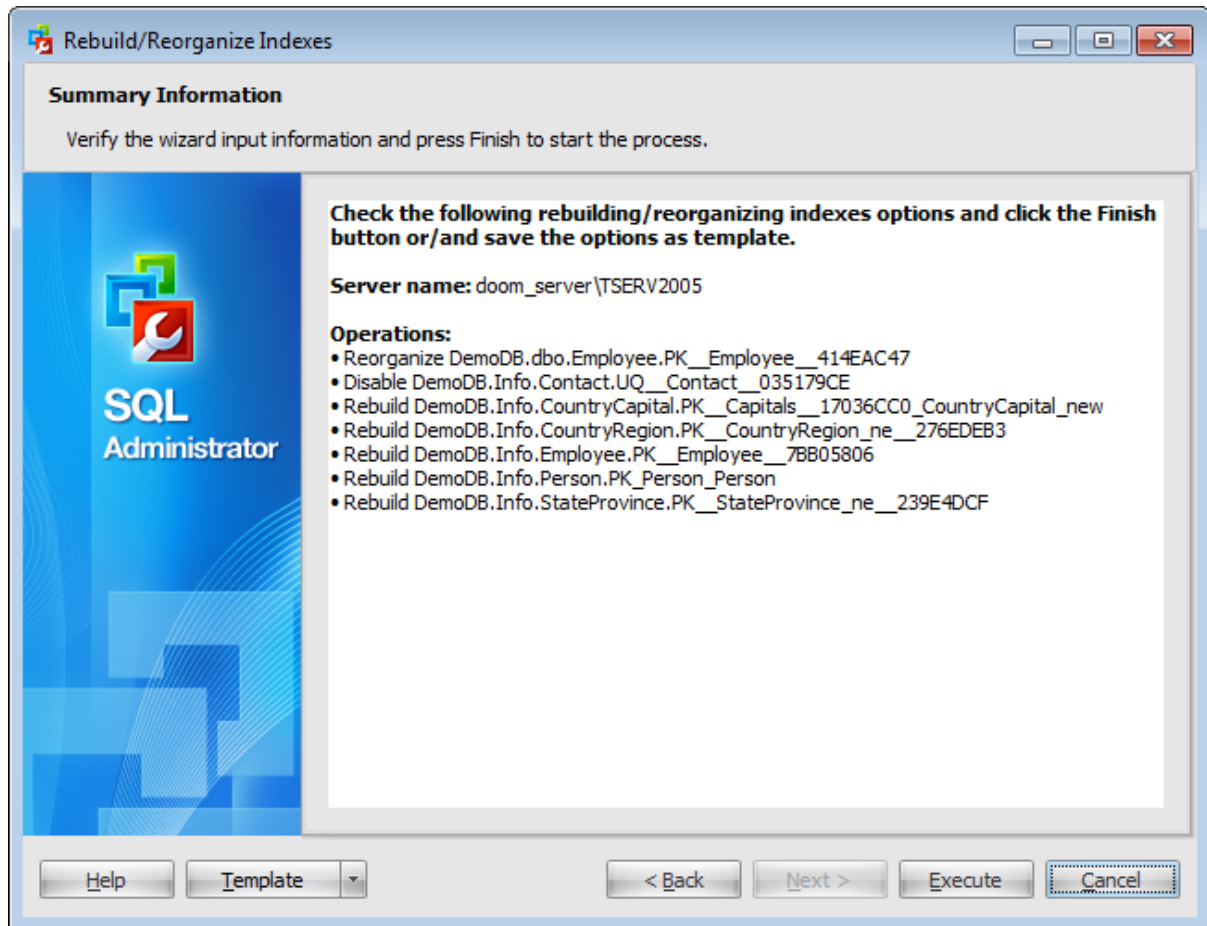 Rebuild/Reorganize Indexes
Summary Information
Verify the wizard input information and press Finish to start the process.
Check the following rebuilding/reorganizing indexes options and click the Finish
button or/and save the options as template.
Server name: doom_server\TSERV2005
Operations:
• Reorganize DemoDB.dbo.Employee.PK__Employee__414EAC47
• Disable DemoDB.Info.Contact.UQ__Contact__035179CE
• Rebuild DemoDB.Info.CountryCapital.PK__Capitals__17036CC0_CountryCapital_new
• Rebuild DemoDB.Info.CountryRegion.PK__CountryRegion_ne__276EDEB3
• Rebuild DemoDB.Info.Employee.PK__Employee__7BB05806
• Rebuild DemoDB.Info.Person.PK_Person_Person
• Rebuild DemoDB.Info.StateProvince.PK__StateProvince_ne__239E4DCF
SQL
Administrator
Help Template < Back Next > Execute Cancel